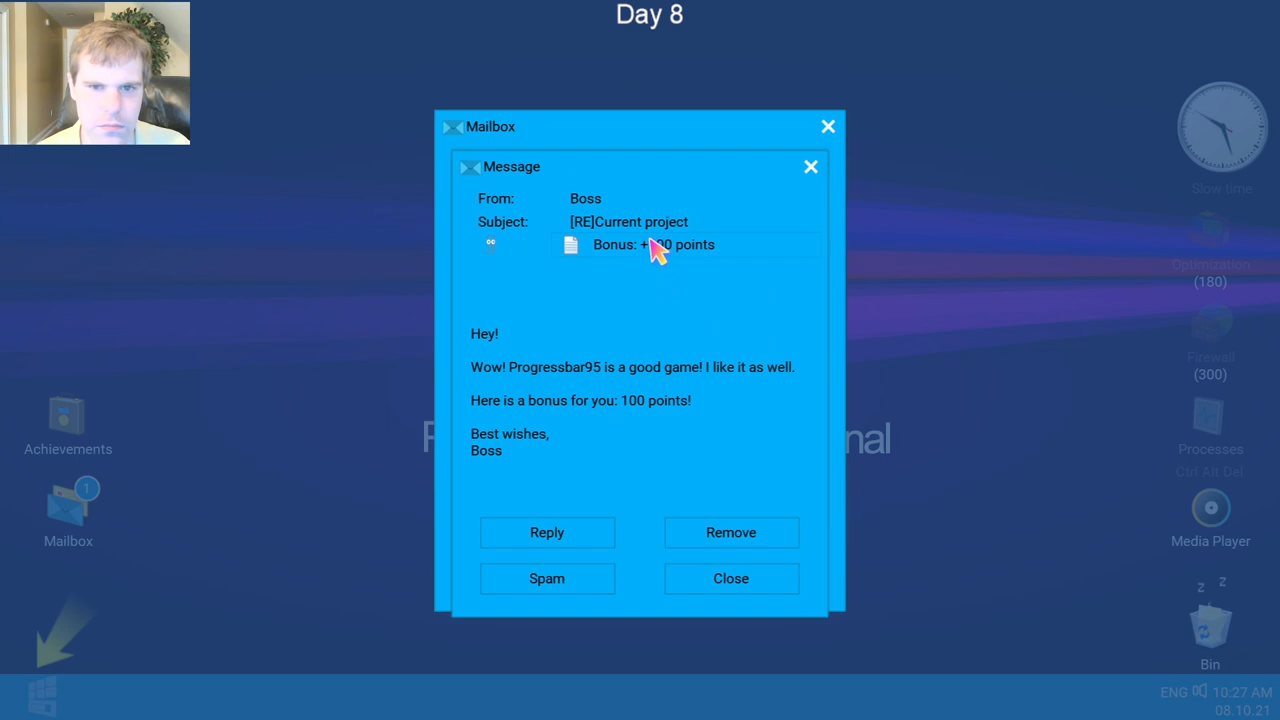 Day 8
Mailbox
Message
From: Boss
Subject: [RE]Current project
Bonus: + 00 points
Hey!
Wow! Progressbar95 is a good game! I like it as well.
Here is a bonus for you: 100 points!
Best wishes,
Boss
Reply
Remove
Spam
Close
Achievements
1
Mailbox
Slow time
Optimization
(180)
Firewall
(300)
Processes
Ctrl Alt Del
Media Player
z z
Bin
ENG 10:27 AM
08.10.21